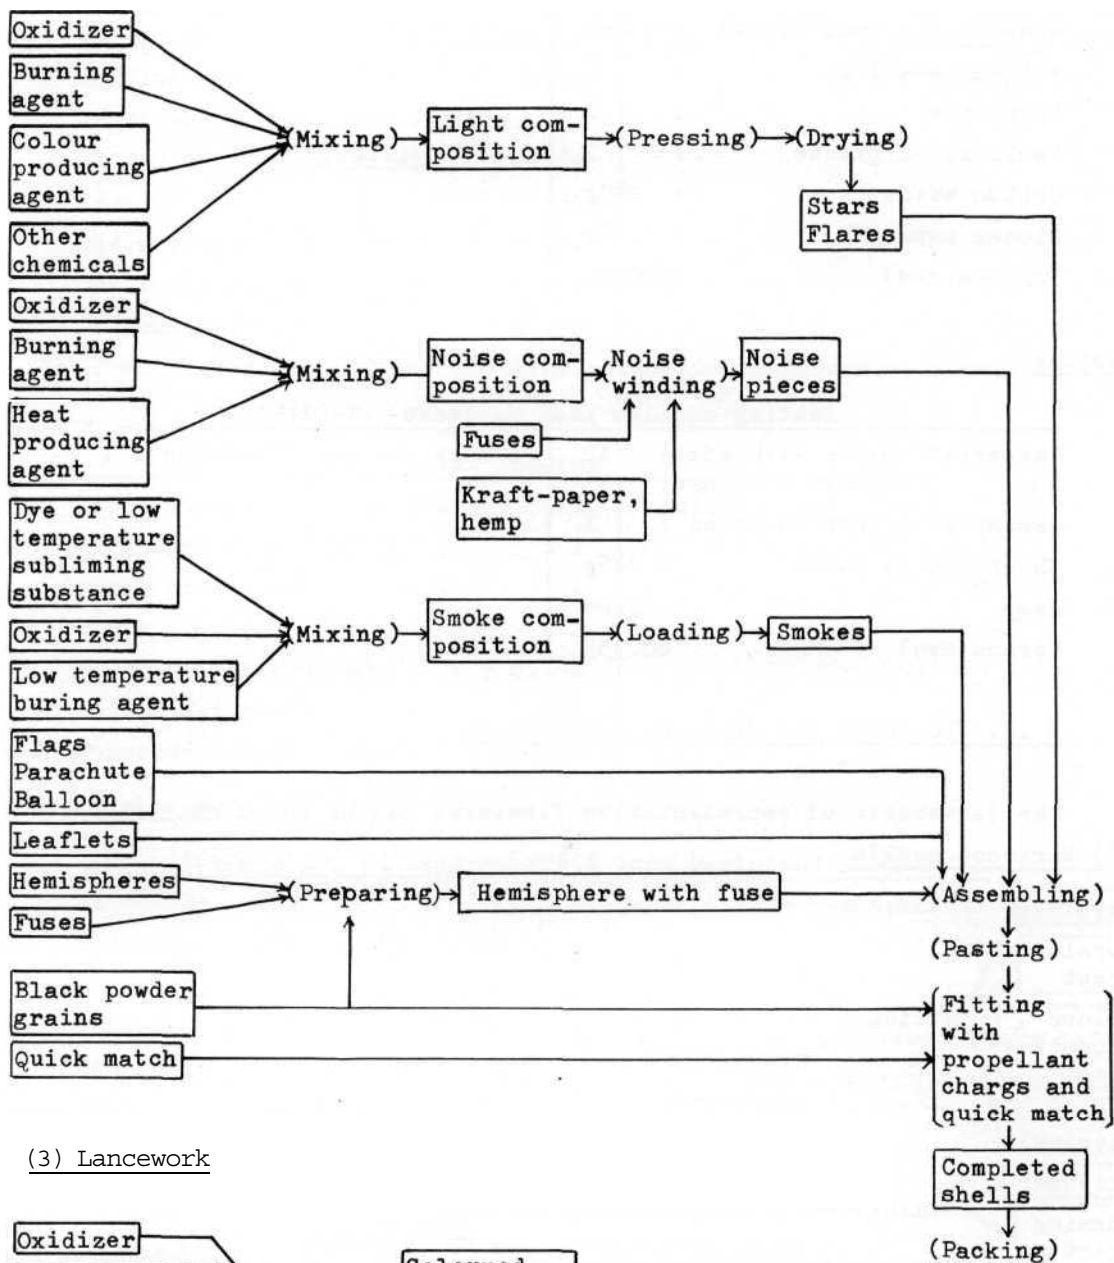 Oxidizer
Burning
agent
Colour
producing
agent
Other
chemicals
(Mixing)
Light com-
position
(Pressing)
(Drying)
Stars
Flares
Oxidizer
Burning
agent
Heat
producing
agent
(Mixing)
Noise com-
position
(Noise
winding)
Noise
pieces
Fuses
Kraft-paper,
hemp
Dye or low
temperature
subliming
substance
Oxidizer
Low temperature
buring agent
(Mixing)
Smoke com-
position
(Loading)
Smokes
Flags
Parachute
Balloon
Leaflets
Hemispheres
Fuses
(Preparing)
Hemisphere with fuse
(Assembling)
(Pasting)
Black powder
grains
Quick match
Fitting
with
propellant
chargs and
quick match
Completed
shells
(Packing)
(3) Lancework
Oxidizer